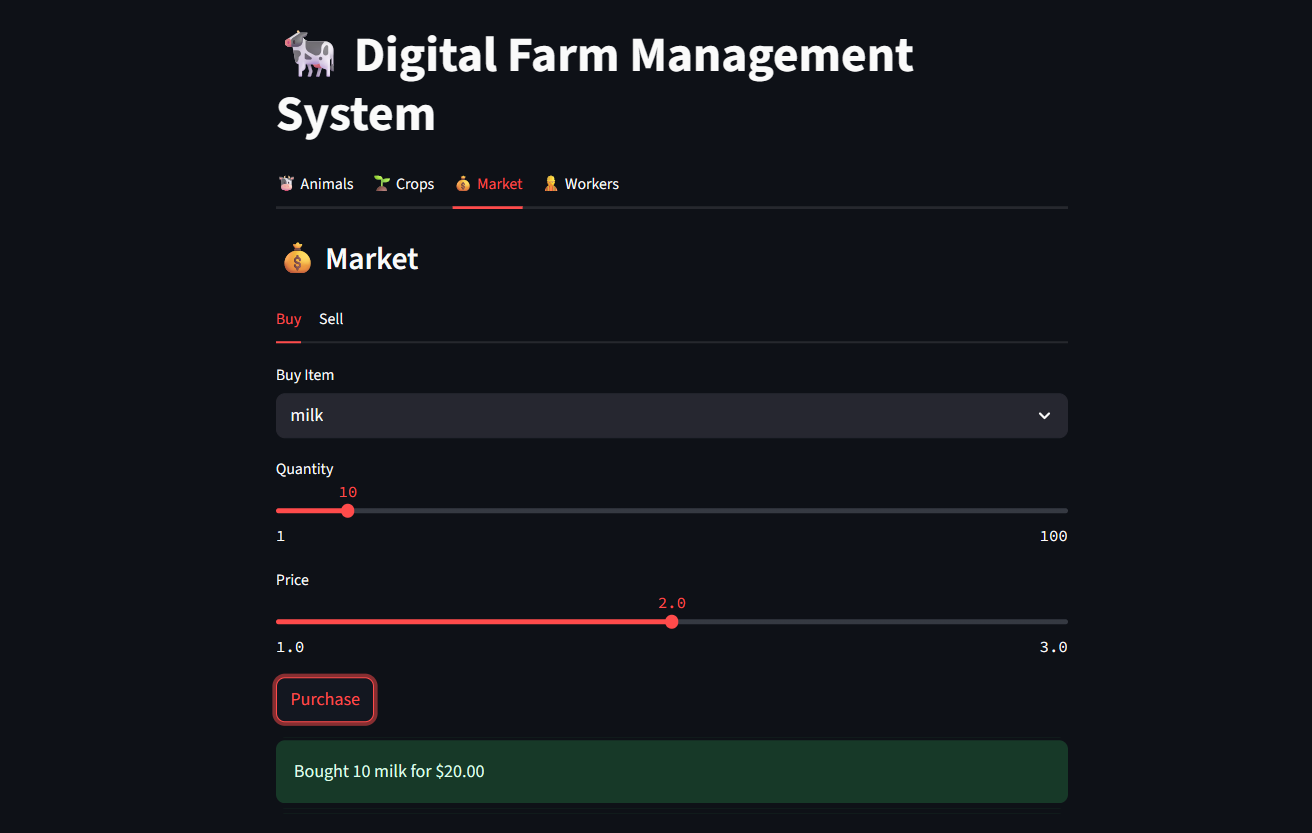 Digital Farm Management
System
Animals Crops Market Workers
Market
Buy Sell
Buy Item
milk
Quantity
10
1 100
Price
2.0
1.0 3.0
Purchase
Bought 10 milk for $20.00